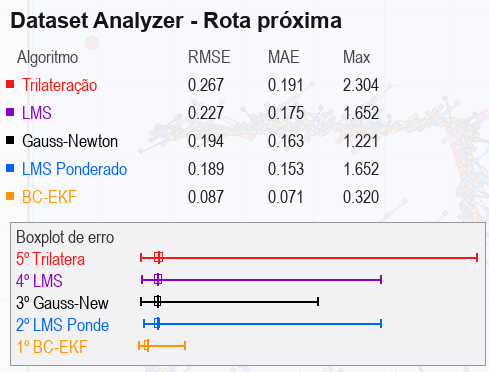 Dataset Analyzer - Rota próxima
Algoritmo RMSE MAE Max
Trilateração 0.267 0.191 2.304
LMS 0.227 0.175 1.652
Gauss-Newton 0.194 0.163 1.221
LMS Ponderado 0.189 0.153 1.652
BC-EKF 0.087 0.071 0.320
Boxplot de erro
5º Trilatera
4º LMS
3º Gauss-New
2º LMS Ponde
1º BC-EKF